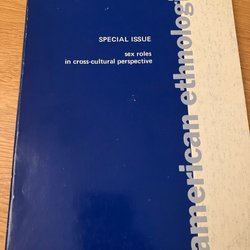 SPECIAL ISSUE
sex roles
in cross-cultural perspective
american ethnolog